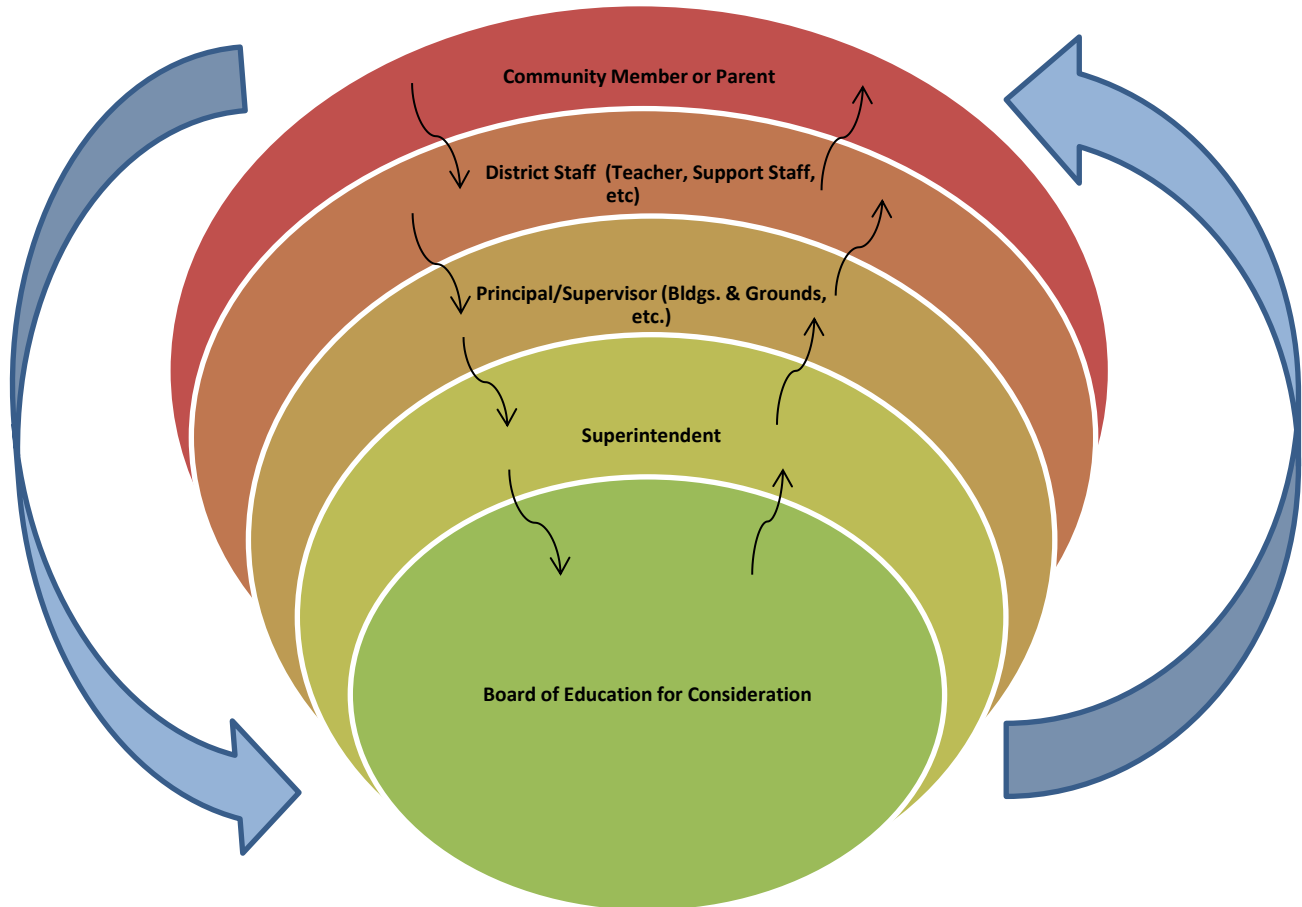 Community Member or Parent
District Staff (Teacher, Support Staff,
etc)
Principal/Supervisor (Bldgs. & Grounds,
etc.)
Superintendent
Board of Education for Consideration